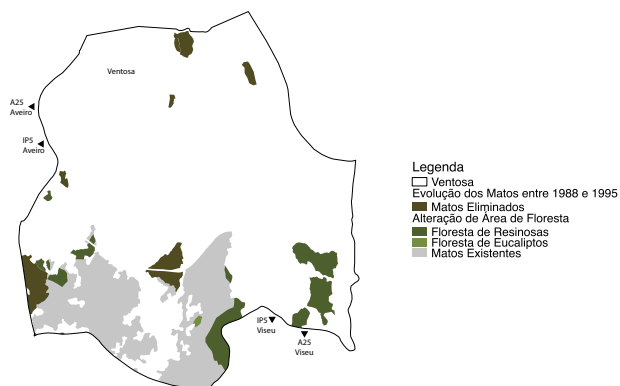 Ventosa
A25
Aveiro
IP5
Aveiro
IP5
Viseu
A25
Viseu
Legenda
Ventosa
Evolução dos Matos entre 1988 e 1995
Matos Eliminados
Alteração de Área de Floresta
Floresta de Resinosas
Floresta de Eucaliptos
Matos Existentes